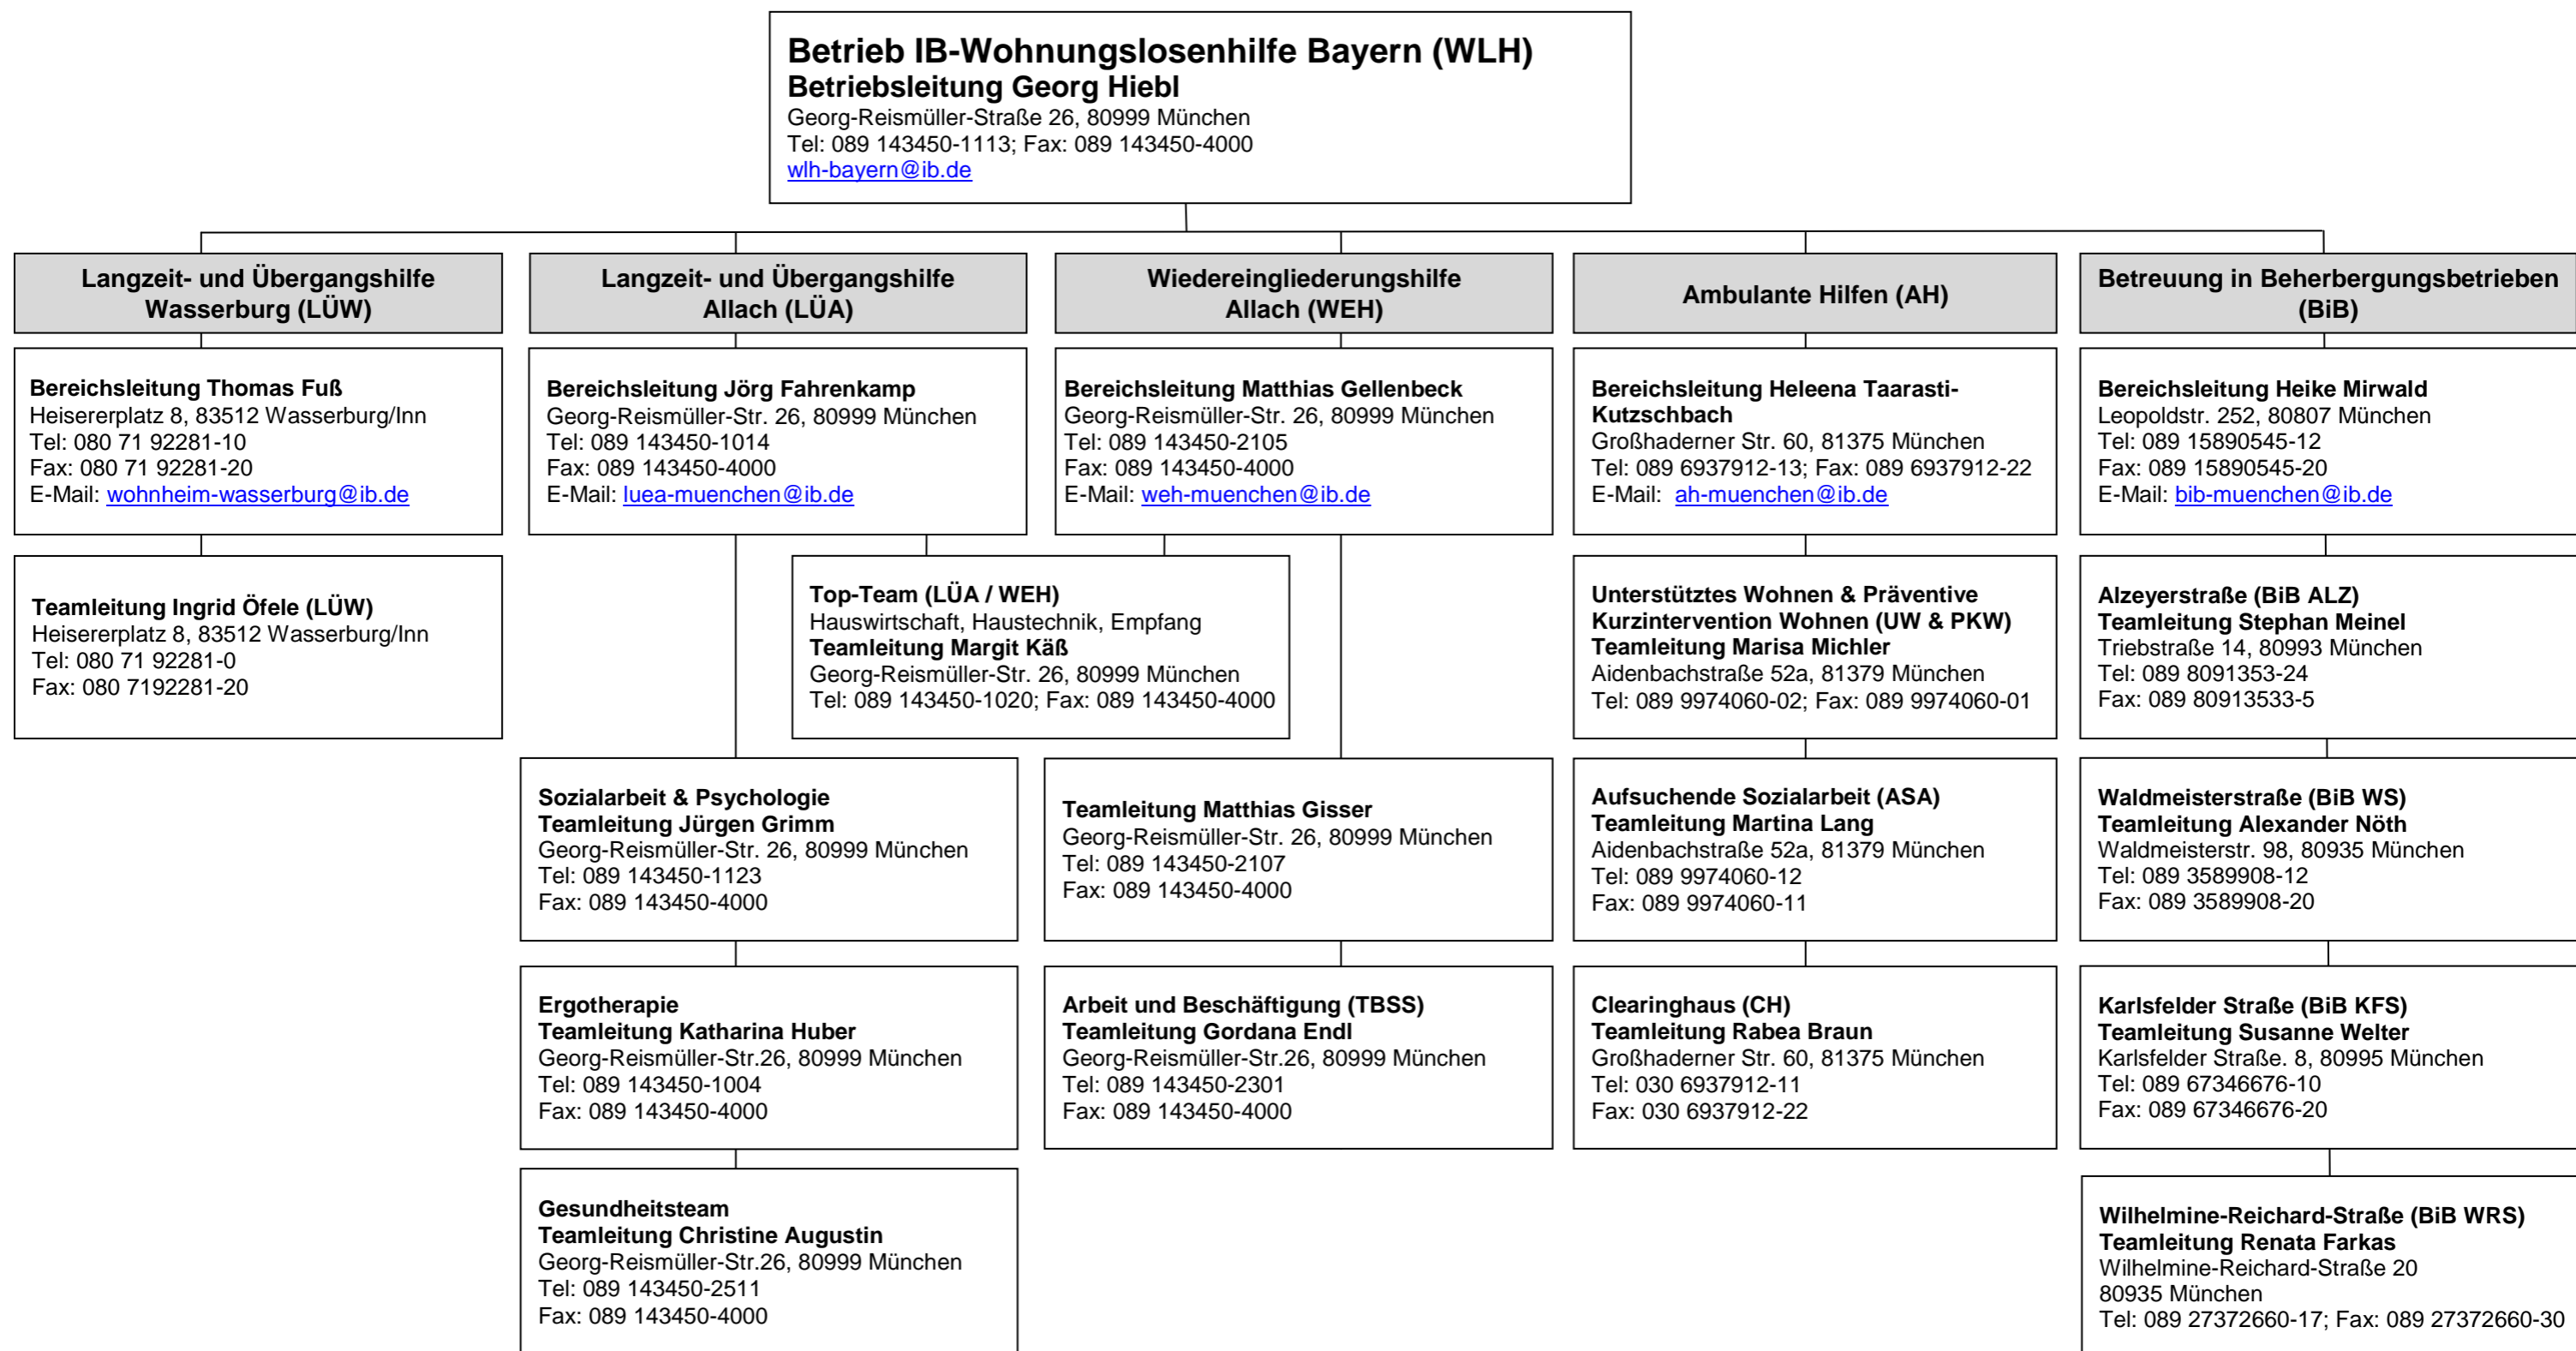 Betrieb IB-Wohnungslosenhilfe Bayern (WLH)
Betriebsleitung Georg Hiebl
Georg-Reismüller-Straße 26, 80999 München
Tel: 089 143450-1113; Fax: 089 143450-4000
wlh-bayern@ib.de
Langzeit- und Übergangshilfe
Wasserburg (LÜW)
Langzeit- und Übergangshilfe
Allach (LÜA)
Wiedereingliederungshilfe
Allach (WEH)
Ambulante Hilfen (AH)
Betreuung in Beherbergungsbetrieben
(BiB)
Bereichsleitung Thomas Fuß
Heisererplatz 8, 83512 Wasserburg/Inn
Tel: 080 71 92281-10
Fax: 080 71 92281-20
E-Mail: wohnheim-wasserburg@ib.de
Bereichsleitung Jörg Fahrenkamp
Georg-Reismüller-Str. 26, 80999 München
Tel: 089 143450-1014
Fax: 089 143450-4000
E-Mail: luea-muenchen@ib.de
Bereichsleitung Matthias Gellenbeck
Georg-Reismüller-Str. 26, 80999 München
Tel: 089 143450-2105
Fax: 089 143450-4000
E-Mail: weh-muenchen@ib.de
Bereichsleitung Heleena Taarasti-
Kutzschbach
Großhaderner Str. 60, 81375 München
Tel: 089 6937912-13; Fax: 089 6937912-22
E-Mail: ah-muenchen@ib.de
Bereichsleitung Heike Mirwald
Leopoldstr. 252, 80807 München
Tel: 089 15890545-12
Fax: 089 15890545-20
E-Mail: bib-muenchen@ib.de
Teamleitung Ingrid Öfele (LÜW)
Heisererplatz 8, 83512 Wasserburg/Inn
Tel: 080 71 92281-0
Fax: 080 7192281-20
Top-Team (LÜA / WEH)
Hauswirtschaft, Haustechnik, Empfang
Teamleitung Margit Käß
Georg-Reismüller-Str. 26, 80999 München
Tel: 089 143450-1020; Fax: 089 143450-4000
Unterstütztes Wohnen & Präventive
Kurzintervention Wohnen (UW & PKW)
Teamleitung Marisa Michler
Aidenbachstraße 52a, 81379 München
Tel: 089 9974060-02; Fax: 089 9974060-01
Alzeyerstraße (BiB ALZ)
Teamleitung Stephan Meinel
Triebstraße 14, 80993 München
Tel: 089 8091353-24
Fax: 089 80913533-5
Sozialarbeit & Psychologie
Teamleitung Jürgen Grimm
Georg-Reismüller-Str. 26, 80999 München
Tel: 089 143450-1123
Fax: 089 143450-4000
Teamleitung Matthias Gisser
Georg-Reismüller-Str. 26, 80999 München
Tel: 089 143450-2107
Fax: 089 143450-4000
Aufsuchende Sozialarbeit (ASA)
Teamleitung Martina Lang
Aidenbachstraße 52a, 81379 München
Tel: 089 9974060-12
Fax: 089 9974060-11
Waldmeisterstraße (BiB WS)
Teamleitung Alexander Nöth
Waldmeisterstr. 98, 80935 München
Tel: 089 3589908-12
Fax: 089 3589908-20
Ergotherapie
Teamleitung Katharina Huber
Georg-Reismüller-Str.26, 80999 München
Tel: 089 143450-1004
Fax: 089 143450-4000
Arbeit und Beschäftigung (TBSS)
Teamleitung Gordana Endl
Georg-Reismüller-Str.26, 80999 München
Tel: 089 143450-2301
Fax: 089 143450-4000
Clearinghaus (CH)
Teamleitung Rabea Braun
Großhaderner Str. 60, 81375 München
Tel: 030 6937912-11
Fax: 030 6937912-22
Karlsfelder Straße (BiB KFS)
Teamleitung Susanne Welter
Karlsfelder Straße. 8, 80995 München
Tel: 089 67346676-10
Fax: 089 67346676-20
Gesundheitsteam
Teamleitung Christine Augustin
Georg-Reismüller-Str.26, 80999 München
Tel: 089 143450-2511
Fax: 089 143450-4000
Wilhelmine-Reichard-Straße (BiB WRS)
Teamleitung Renata Farkas
Wilhelmine-Reichard-Straße 20
80935 München
Tel: 089 27372660-17; Fax: 089 27372660-30